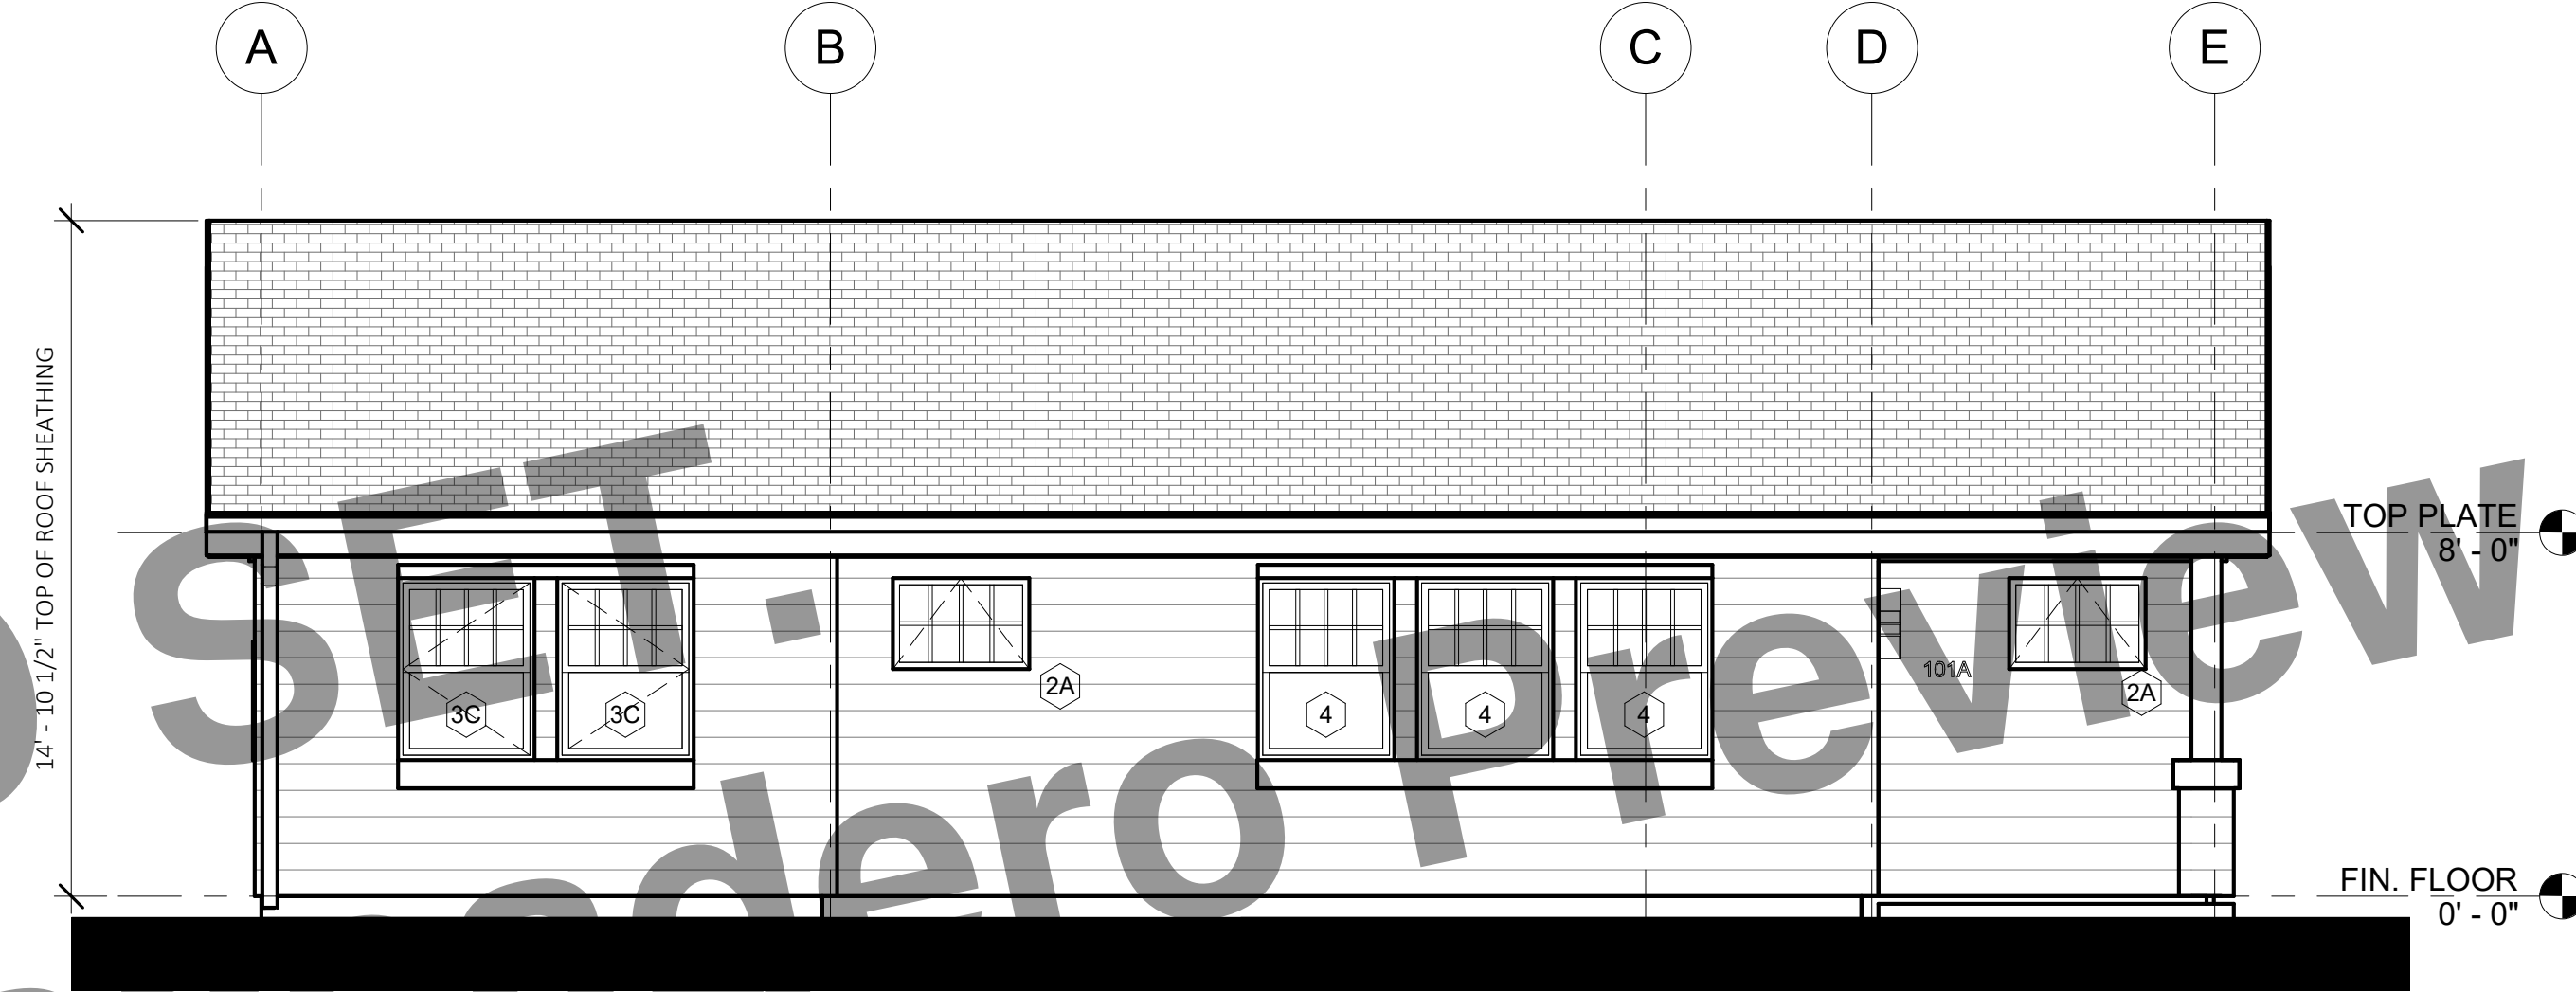 A
B
C
D
E
14' - 10 1/2" TOP OF ROOF SHEATHING
TOP PLATE
8' - 0"
SET.
Preview
3C
3C
2A
4
4
4
101A
2A
FIN. FLOOR
0' - 0"